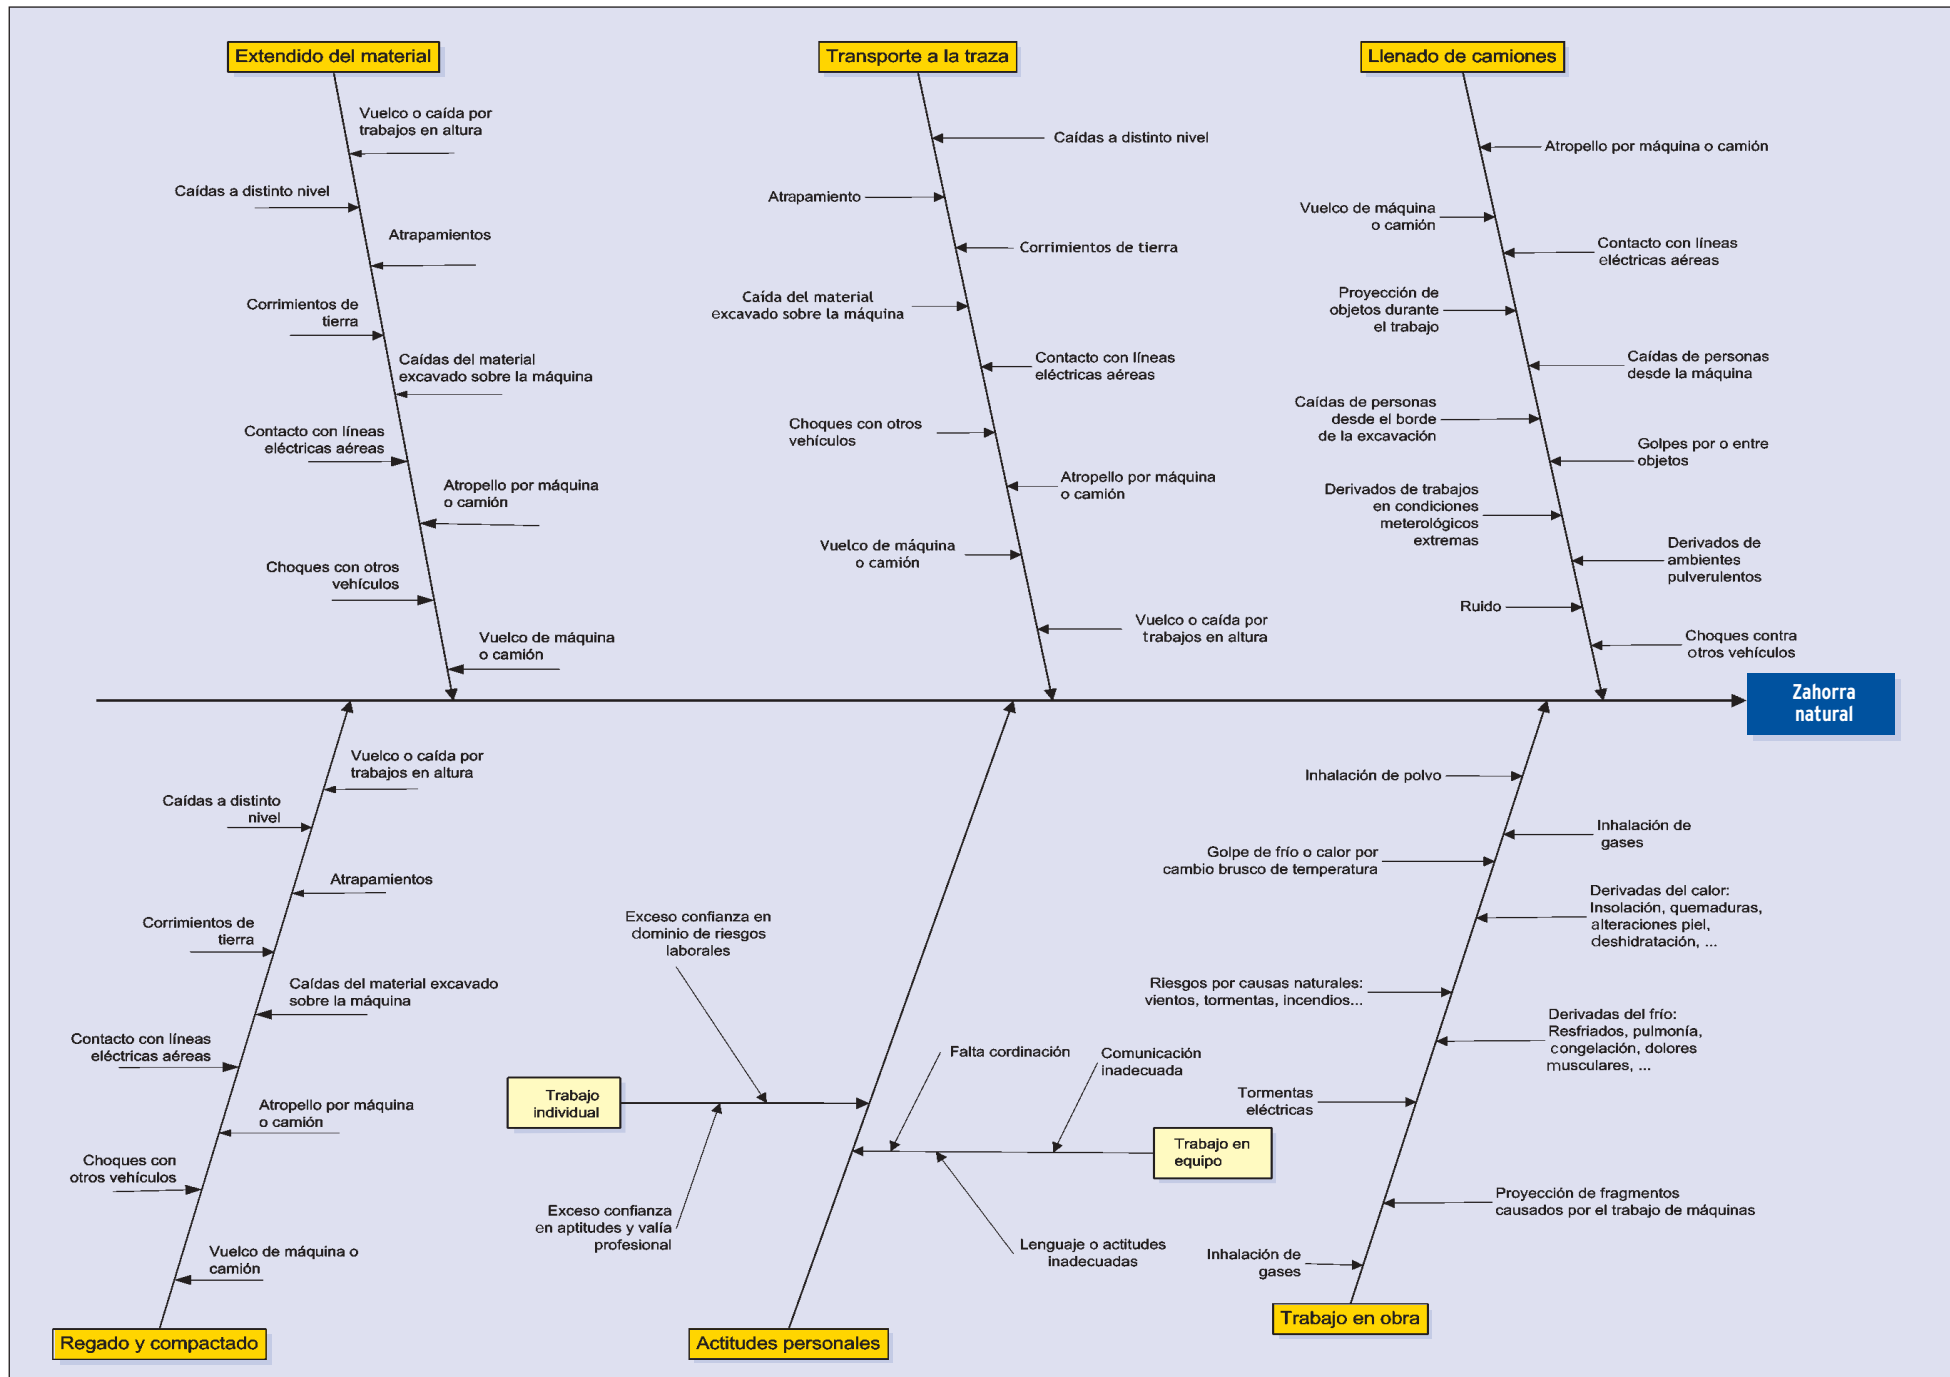 Extendido del material
Vuelco o caída por
trabajos en altura
Caídas a distinto nivel
Atrapamientos
Corrimientos de
tierra
Caídas del material
excavado sobre la máquina
Contacto con líneas
eléctricas aéreas
Atropello por máquina
o camión
Choques con otros
vehículos
Vuelco de máquina
o camión
Transporte a la traza
Caídas a distinto nivel
Atrapamiento
Corrimientos de tierra
Caída del material
excavado sobre la máquina
Contacto con líneas
eléctricas aéreas
Choques con otros
vehículos
Atropello por máquina
o camión
Vuelco de máquina
o camión
Vuelco o caída por
trabajos en altura
Llenado de camiones
Atropello por máquina o camión
Vuelco de máquina
o camión
Contacto con líneas
eléctricas aéreas
Proyección de
objetos durante
el trabajo
Caídas de personas
desde la máquina
Caídas de personas
desde el borde
de la excavación
Golpes por o entre
objetos
Derivados de trabajos
en condiciones
meterológicos
extremas
Derivados de
ambientes
pulverulentos
Ruido
Choques contra
otros vehículos
Zahorra
natural
Vuelco o caída por
trabajos en altura
Caídas a distinto
nivel
Atrapamientos
Corrimientos de
tierra
Caídas del material excavado
sobre la máquina
Contacto con líneas
eléctricas aéreas
Atropello por máquina
o camión
Choques con
otros vehículos
Vuelco de máquina o
camión
Regado y compactado
Exceso confianza en
dominio de riesgos
laborales
Trabajo
individual
Exceso confianza
en aptitudes y valía
profesional
Falta cordinación
Comunicación
inadecuada
Trabajo en
equipo
Lenguaje o actitudes
inadecuadas
Actitudes personales
Inhalación de polvo
Inhalación de
gases
Golpe de frío o calor por
cambio brusco de temperatura
Derivadas del calor:
Insolación, quemaduras,
alteraciones piel,
deshidratación, ...
Riesgos por causas naturales:
vientos, tormentas, incendios...
Derivadas del frío:
Resfriados, pulmonía,
congelación, dolores
musculares, ...
Tormentas
eléctricas
Proyección de fragmentos
causados por el trabajo de máquinas
Inhalación de
gases
Trabajo en obra